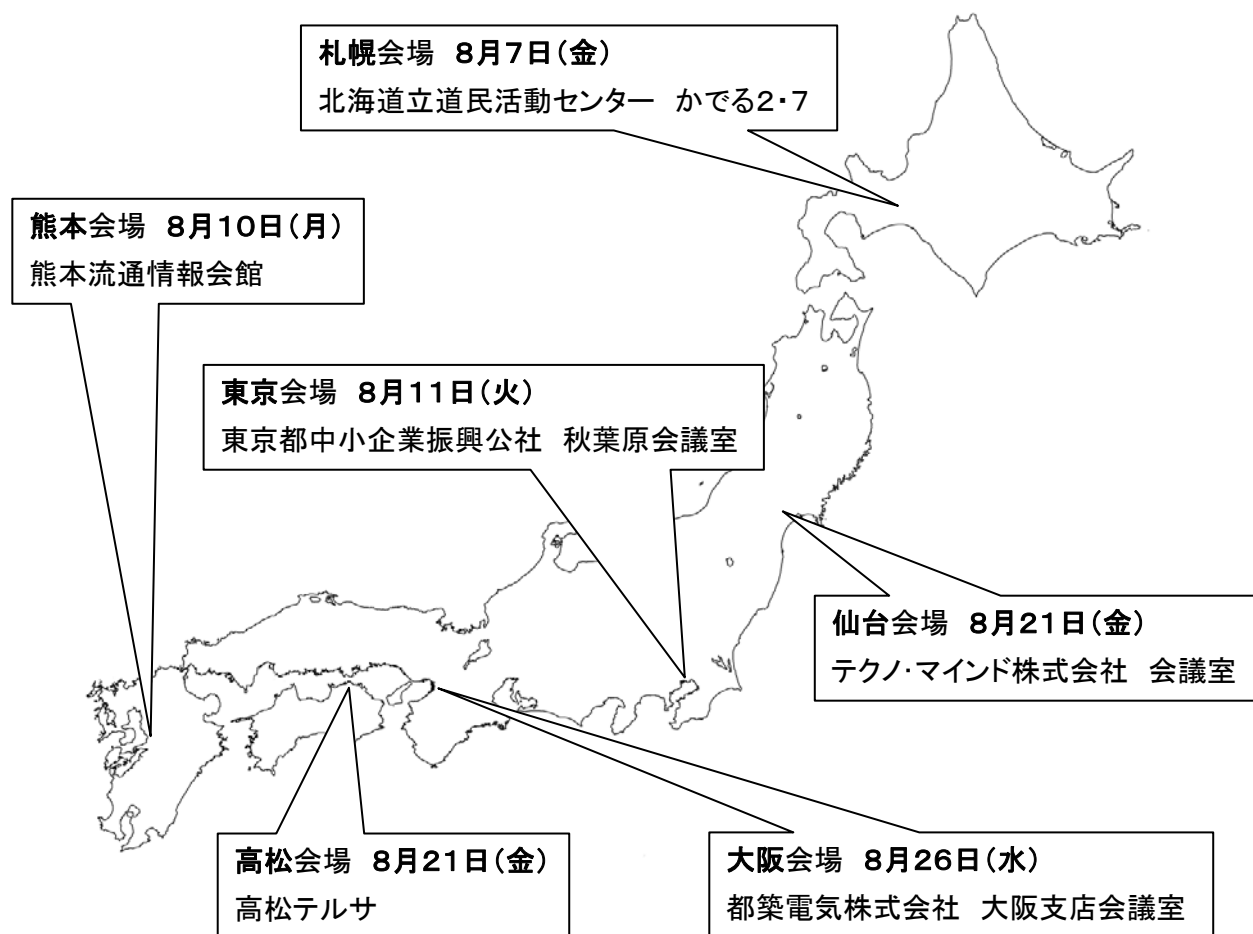 札幌会場　８月７日（金）
北海道立道民活動センター　かでる２・７
熊本会場　８月１０日（月）
熊本流通情報会館
東京会場　８月１１日（火）
東京都中小企業振興公社　秋葉原会議室
仙台会場　８月２１日（金）
テクノ・マインド株式会社　会議室
高松会場　８月２１日（金）
高松テルサ
大阪会場　８月２６日（水）
都築電気株式会社　大阪支店会議室